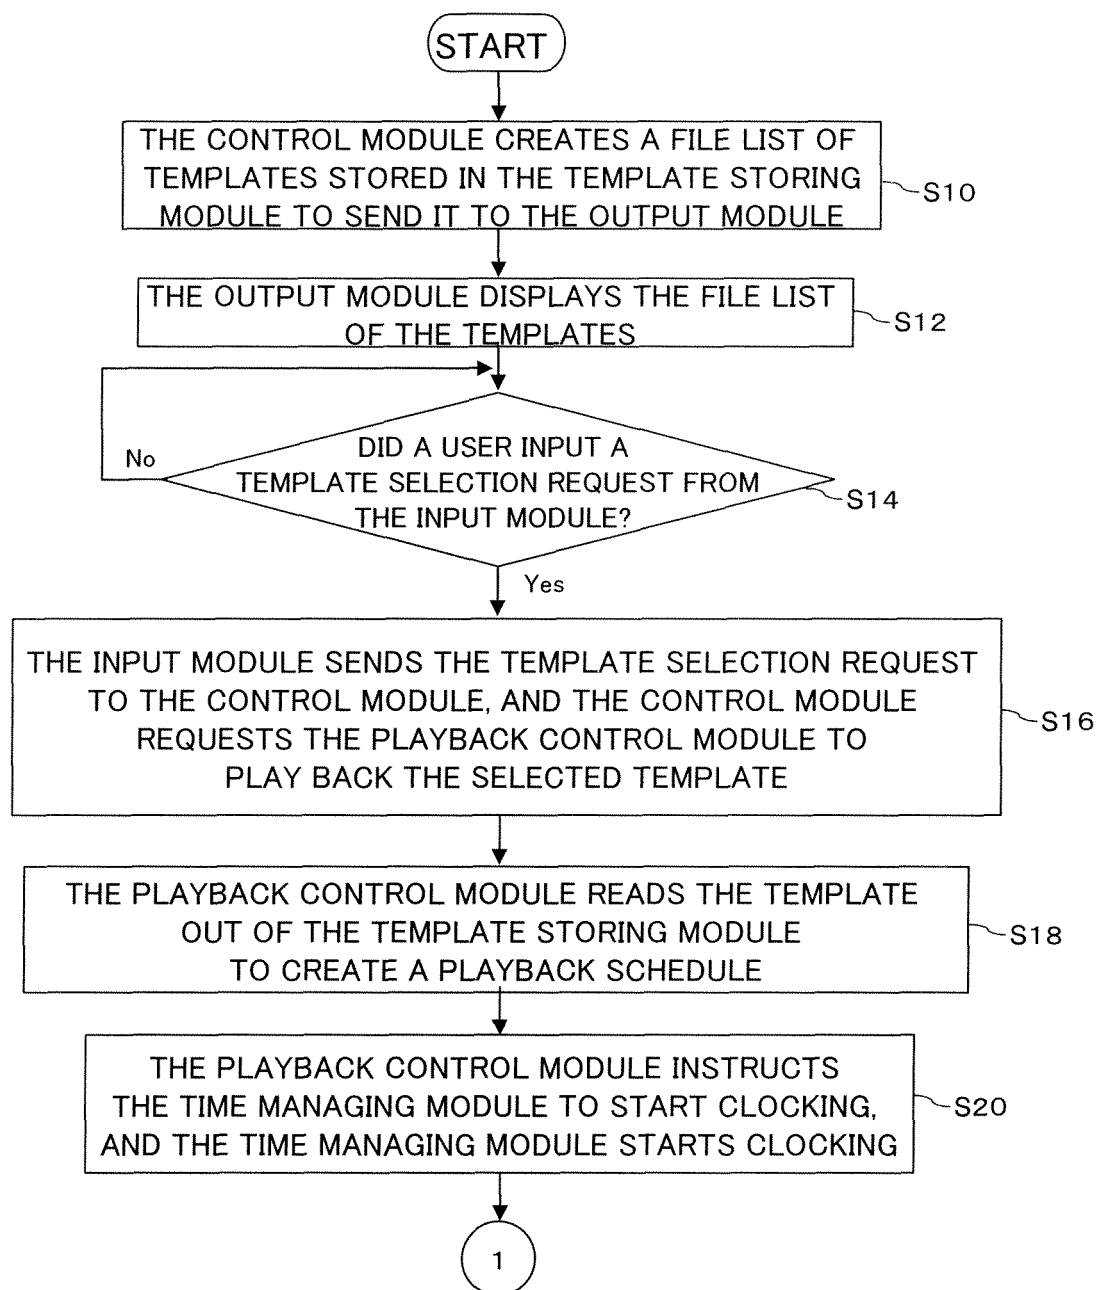 START
THE CONTROL MODULE CREATES A FILE LIST OF
TEMPLATES STORED IN THE TEMPLATE STORING
MODULE TO SEND IT TO THE OUTPUT MODULE
S10
THE OUTPUT MODULE DISPLAYS THE FILE LIST
OF THE TEMPLATES
S12
DID A USER INPUT A
TEMPLATE SELECTION REQUEST FROM
THE INPUT MODULE?
No
S14
Yes
THE INPUT MODULE SENDS THE TEMPLATE SELECTION REQUEST
TO THE CONTROL MODULE, AND THE CONTROL MODULE
REQUESTS THE PLAYBACK CONTROL MODULE TO
PLAY BACK THE SELECTED TEMPLATE
S16
THE PLAYBACK CONTROL MODULE READS THE TEMPLATE
OUT OF THE TEMPLATE STORING MODULE
TO CREATE A PLAYBACK SCHEDULE
S18
THE PLAYBACK CONTROL MODULE INSTRUCTS
THE TIME MANAGING MODULE TO START CLOCKING,
AND THE TIME MANAGING MODULE STARTS CLOCKING
S20
1